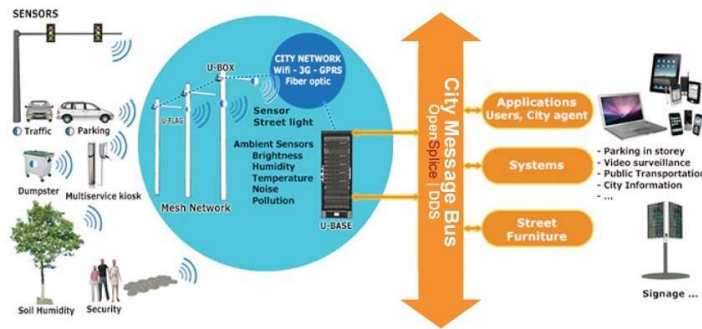 SENSORS
Traffic
Parking
Dumpster
Multiservice kiosk
Soil Humidity
Security
U-BOX
U-FLAG
CITY NETWORK
Wifi - 3G - GPRS
Fiber optic
Sensor
Street light
Ambient Sensors
Brightness
Humidity
Temperature
Noise
Pollution
Mesh Network
U-BASE
City Message Bus
OpenSplice | DDS
Applications
Users, City agent
Systems
Street
Furniture
- Parking in storey
- Video surveillance
- Public Transportation
- City Information
- ...
Signage ...